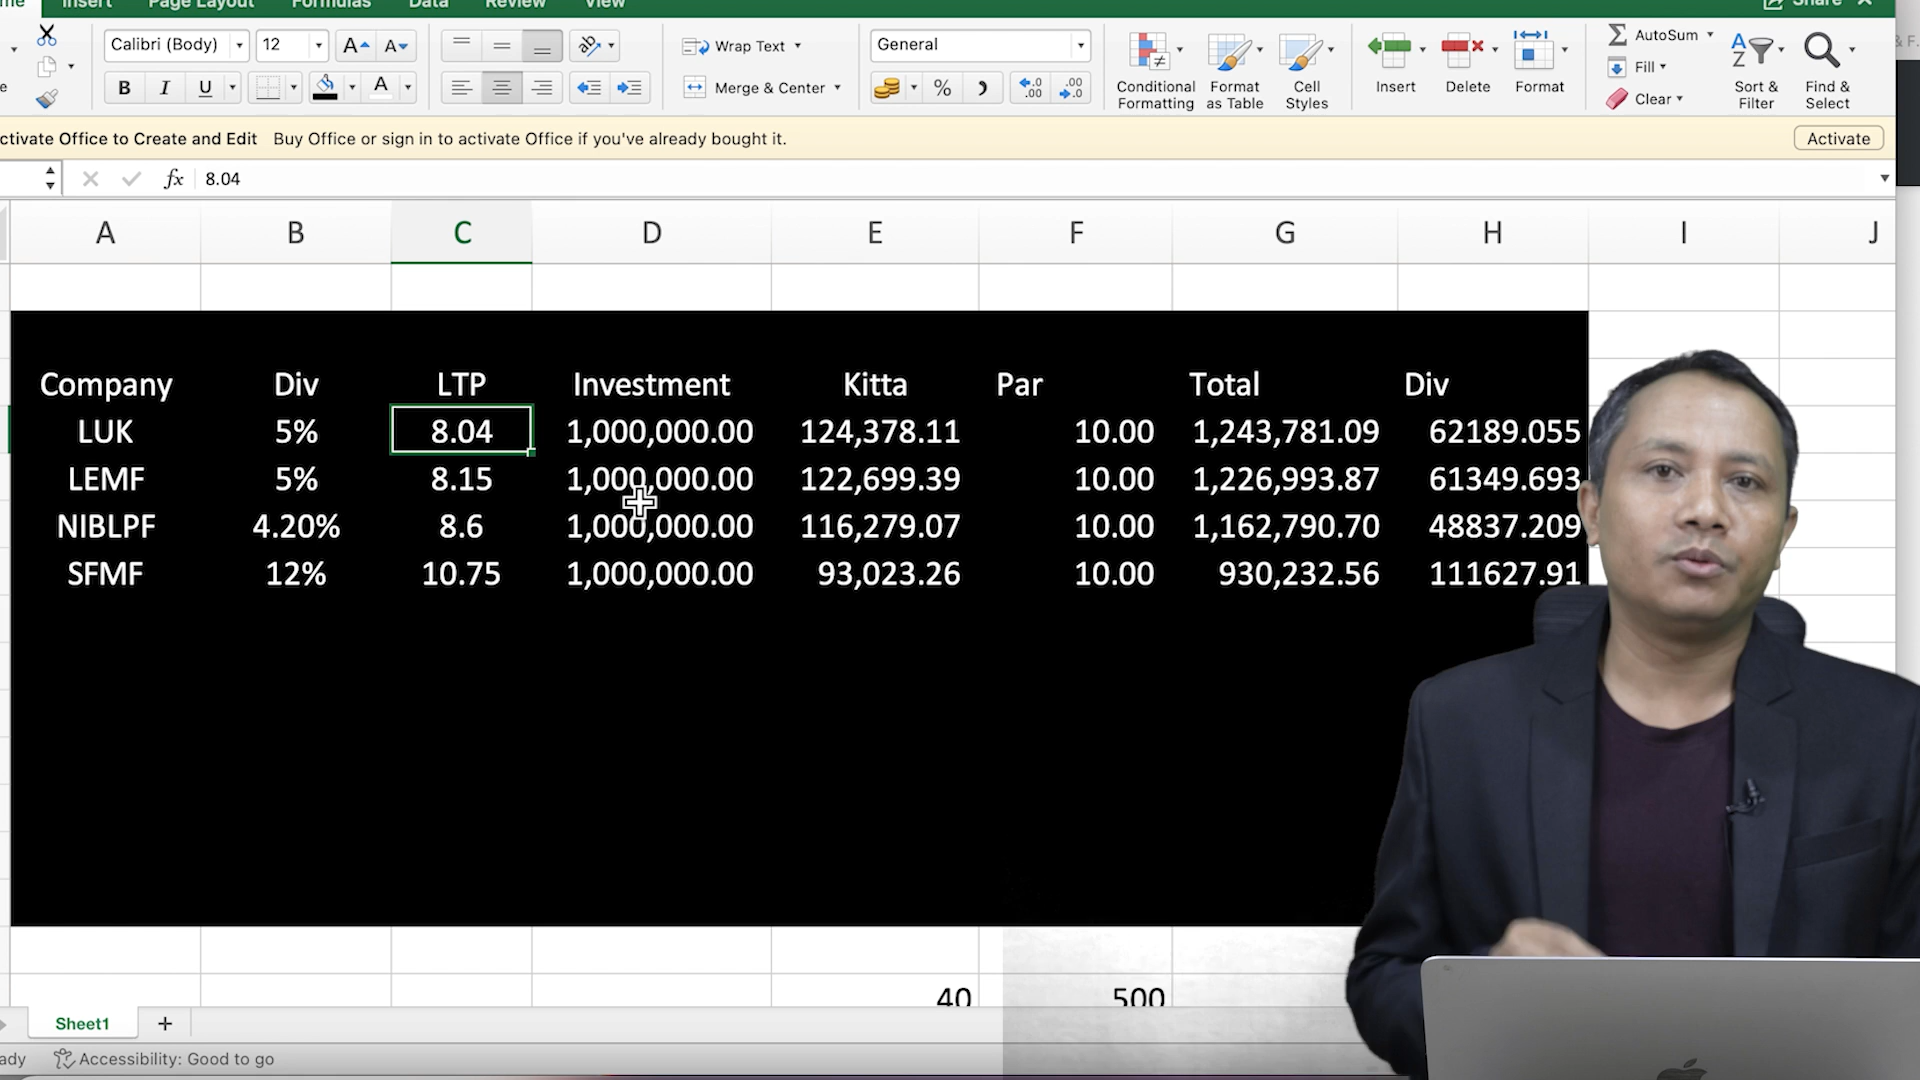 Insert Page Layout Formulas Data Review View Share
Calibri (Body) 12 A A Wrap Text General AutoSum
Fill
B I U A Merge & Center % Conditional Formatting Format as Table Cell Styles Insert Delete Format Clear Sort & Filter Find & Select
ctivate Office to Create and Edit Buy Office or sign in to activate Office if you've already bought it. Activate
fx 8.04
A B C D E F G H I J
Company Div LTP Investment Kitta Par Total Div
LUK 5% 8.04 1,000,000.00 124,378.11 10.00 1,243,781.09 62189.055
LEMF 5% 8.15 1,000,000.00 122,699.39 10.00 1,226,993.87 61349.693
NIBLPF 4.20% 8.6 1,000,000.00 116,279.07 10.00 1,162,790.70 48837.209
SFMF 12% 10.75 1,000,000.00 93,023.26 10.00 930,232.56 111627.91
40 500
Sheet1 +
ady Accessibility: Good to go